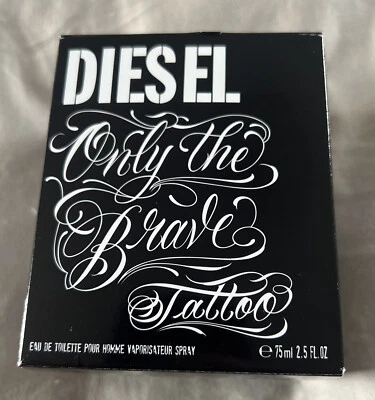 DIESEL
Only the
Brave
Tattoo
EAU DE TOILETTE POUR HOMME VAPORISATEUR SPRAY ℮ 75ml 2.5 FL.OZ